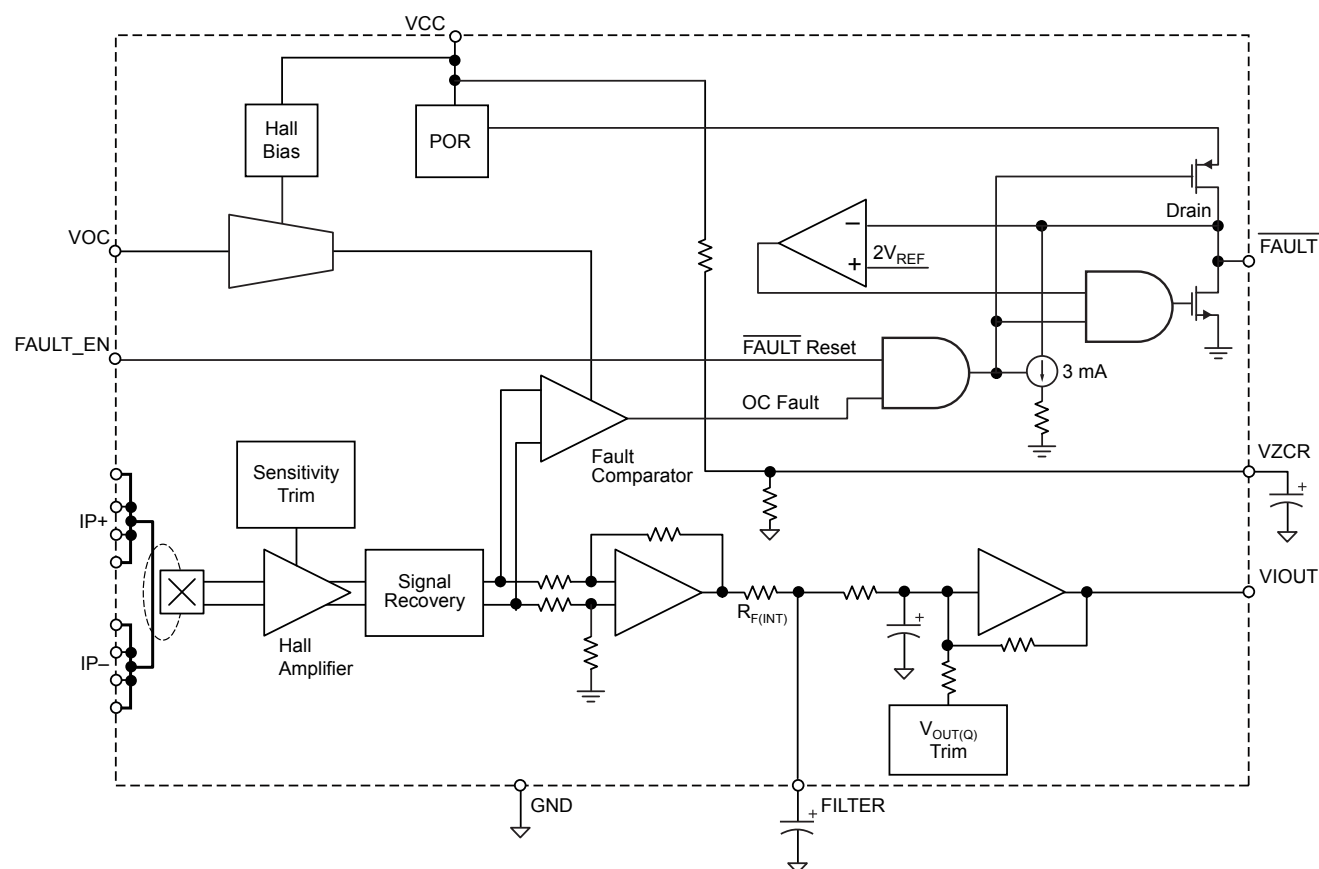 VCC
Hall
Bias
POR
Drain
VOC
− 
2VREF
+
FAULT
FAULT_EN
FAULT Reset
3 mA
OC Fault
Fault
Comparator
VZCR
+
Sensitivity
Trim
IP+
Signal
Recovery
VIOUT
RF(INT)
+
Hall
Amplifier
IP–
VOUT(Q)
Trim
GND
+
FILTER